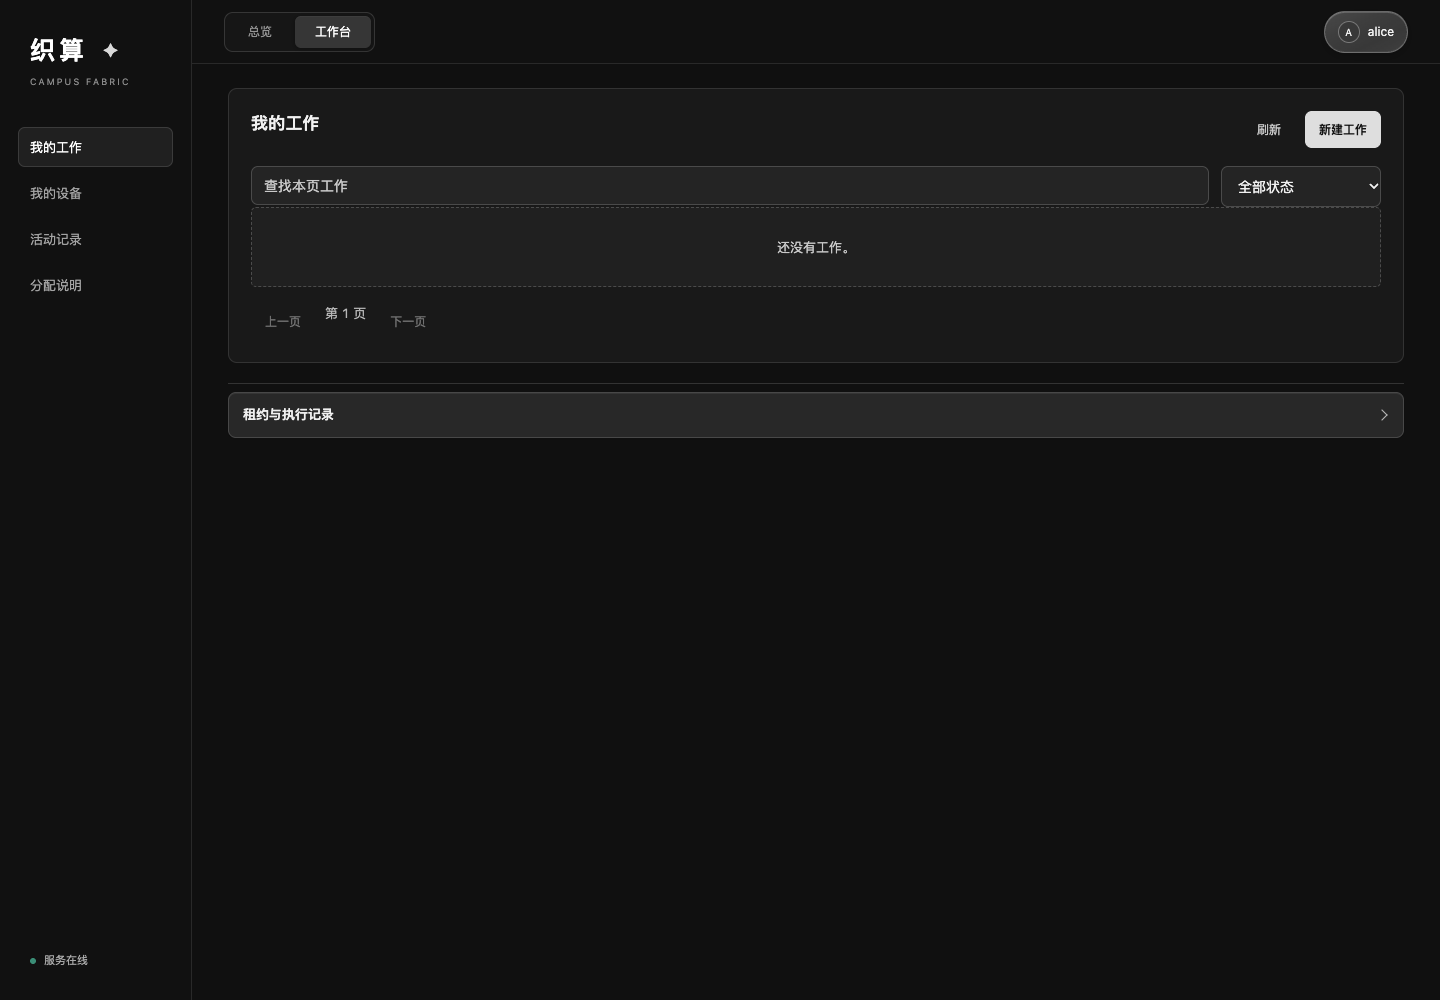 织算
CAMPUS FABRIC
我的工作
我的设备
活动记录
分配说明
服务在线
总览
工作台
A alice
我的工作
刷新
新建工作
查找本页工作
全部状态
还没有工作。
上一页
第 1 页
下一页
租约与执行记录